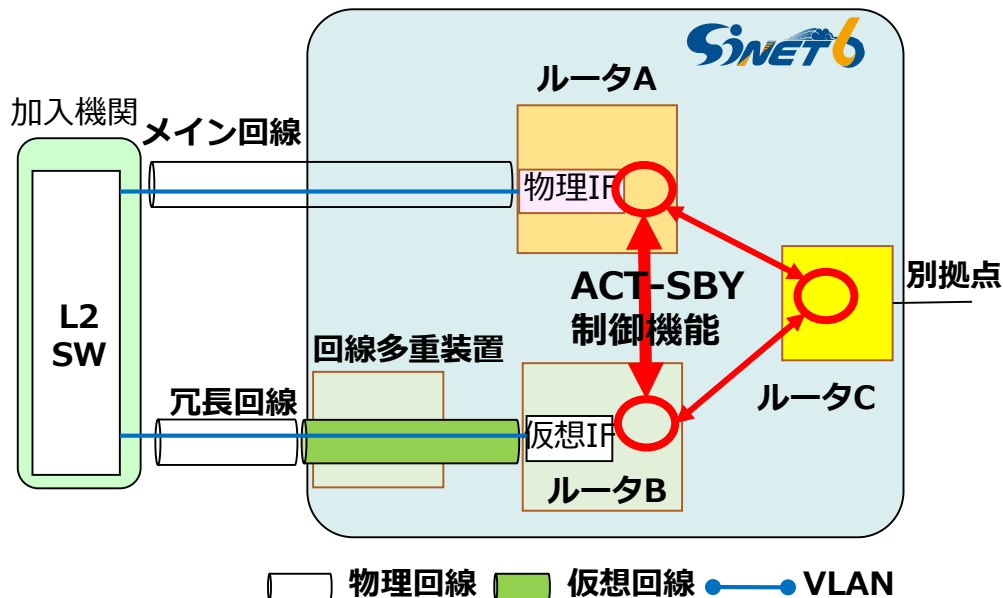 SINET6
ルータA
加入機関
メイン回線
物理IF
ACT-SBY
制御機能
別拠点
L2
SW
回線多重装置
冗長回線
ルータC
仮想IF
ルータB
物理回線
仮想回線
VLAN